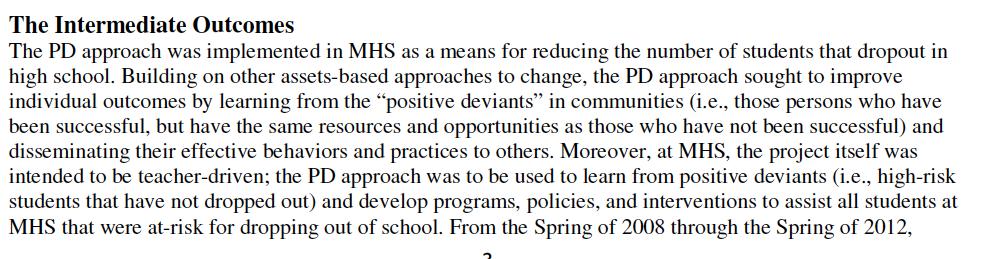 The Intermediate Outcomes
The PD approach was implemented in MHS as a means for reducing the number of students that dropout in
high school. Building on other assets-based approaches to change, the PD approach sought to improve
individual outcomes by learning from the “positive deviants” in communities (i.e., those persons who have
been successful, but have the same resources and opportunities as those who have not been successful) and
disseminating their effective behaviors and practices to others. Moreover, at MHS, the project itself was
intended to be teacher-driven; the PD approach was to be used to learn from positive deviants (i.e., high-risk
students that have not dropped out) and develop programs, policies, and interventions to assist all students at
MHS that were at-risk for dropping out of school. From the Spring of 2008 through the Spring of 2012,